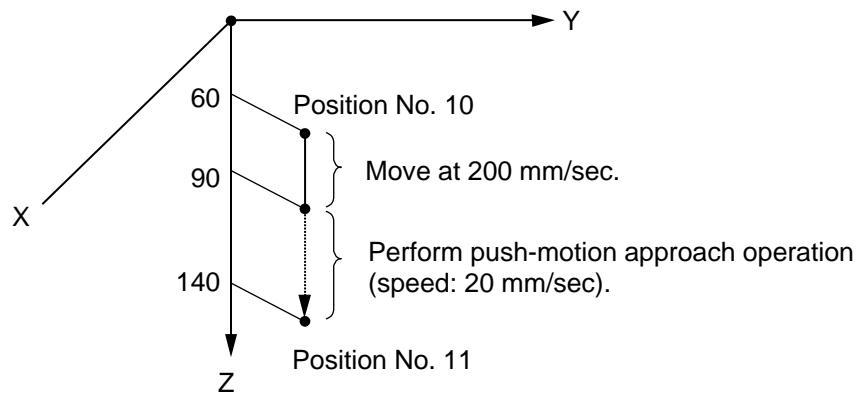 Y
60
Position No. 10
Move at 200 mm/sec.
90
X
Perform push-motion approach operation
(speed: 20 mm/sec).
140
Position No. 11
Z